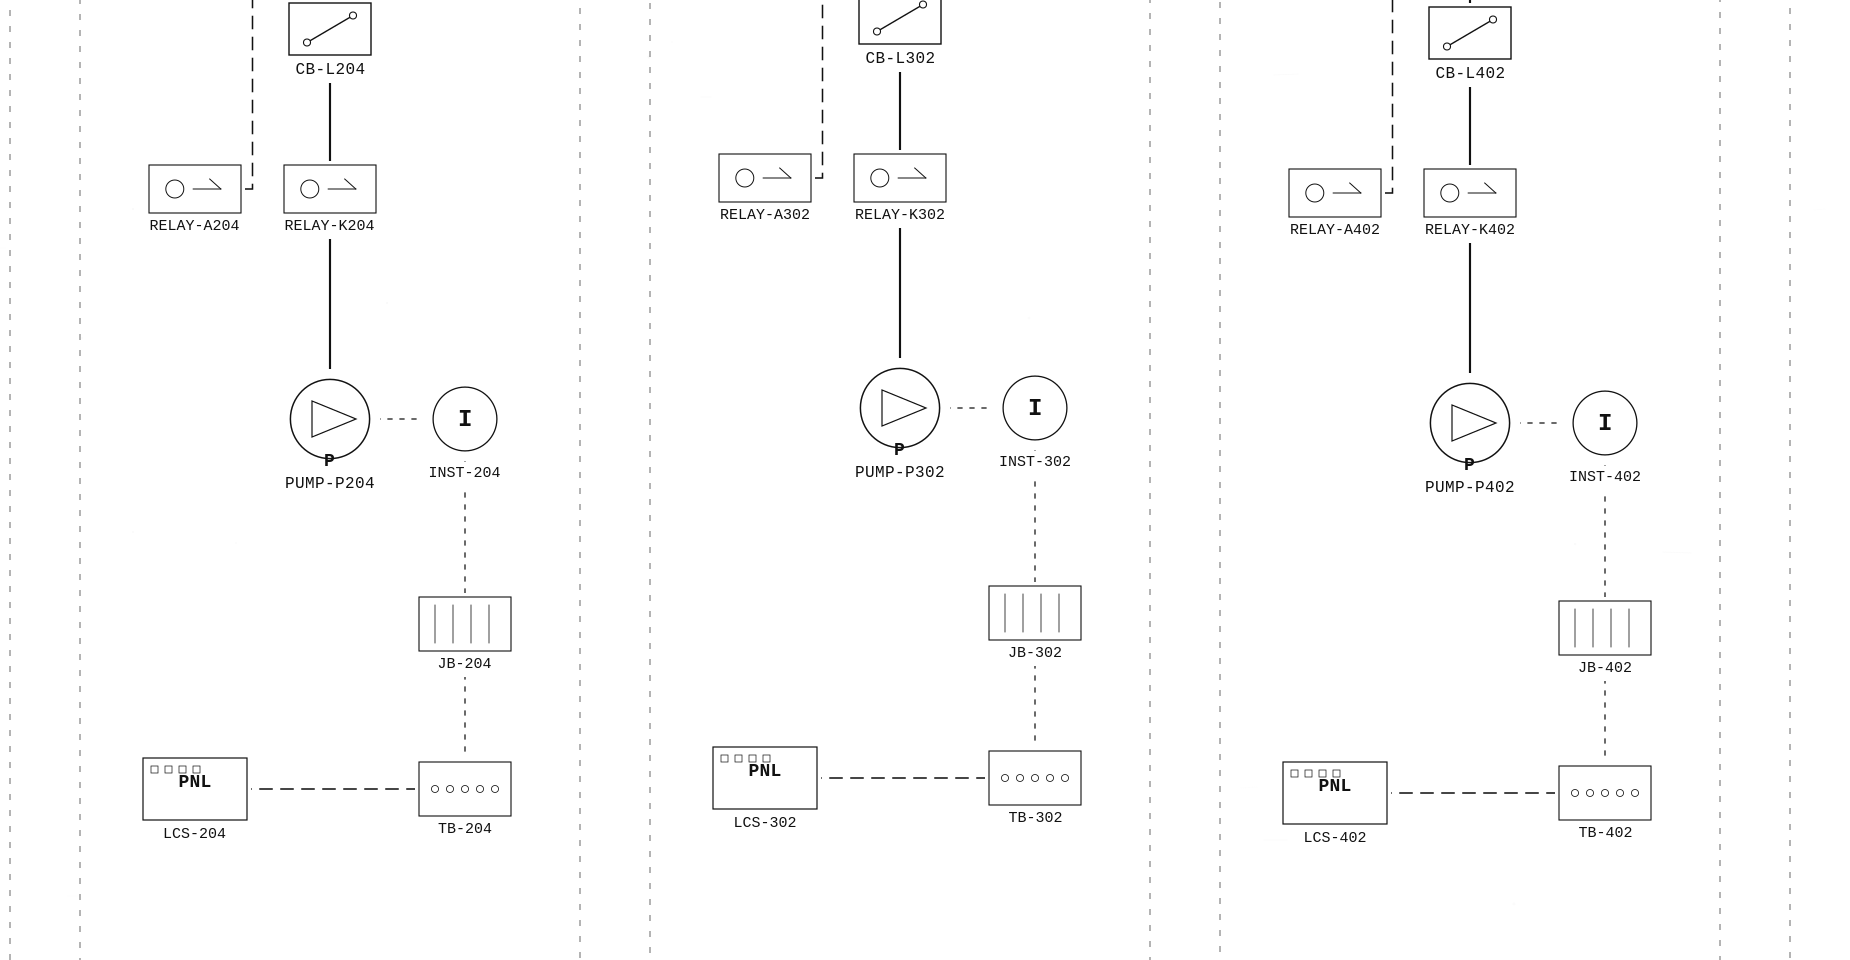 CB-L204
RELAY-A204
RELAY-K204
P
PUMP-P204
I
INST-204
JB-204
PNL
LCS-204
TB-204
CB-L302
RELAY-A302
RELAY-K302
P
PUMP-P302
I
INST-302
JB-302
PNL
LCS-302
TB-302
CB-L402
RELAY-A402
RELAY-K402
P
PUMP-P402
I
INST-402
JB-402
PNL
LCS-402
TB-402